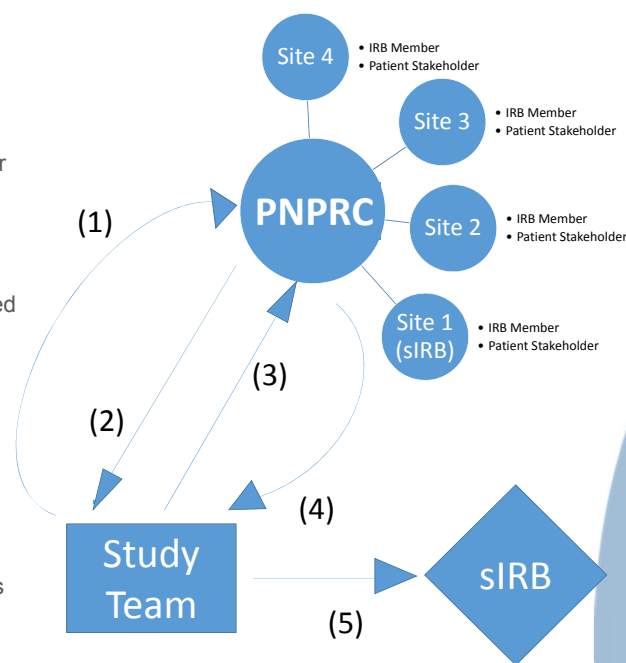 Site 4
• IRB Member
• Patient Stakeholder
Site 3
• IRB Member
• Patient Stakeholder
r
(1)
PNPRC
Site 2
• IRB Member
• Patient Stakeholder
ed
Site 1
(sIRB)
• IRB Member
• Patient Stakeholder
(3)
(2)
(4)
Study
Team
sIRB
s
(5)